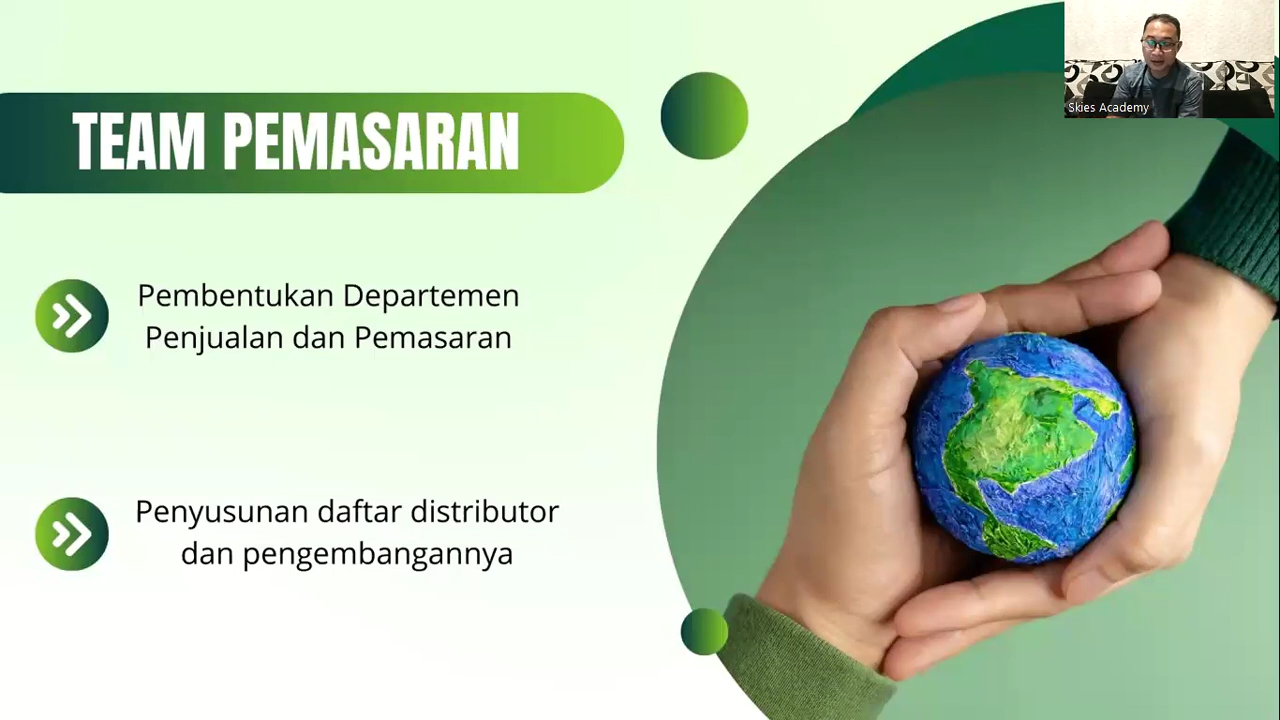 TEAM PEMASARAN
Pembentukan Departemen
Penjualan dan Pemasaran
Penyusunan daftar distributor
dan pengembangannya
Skies Academy